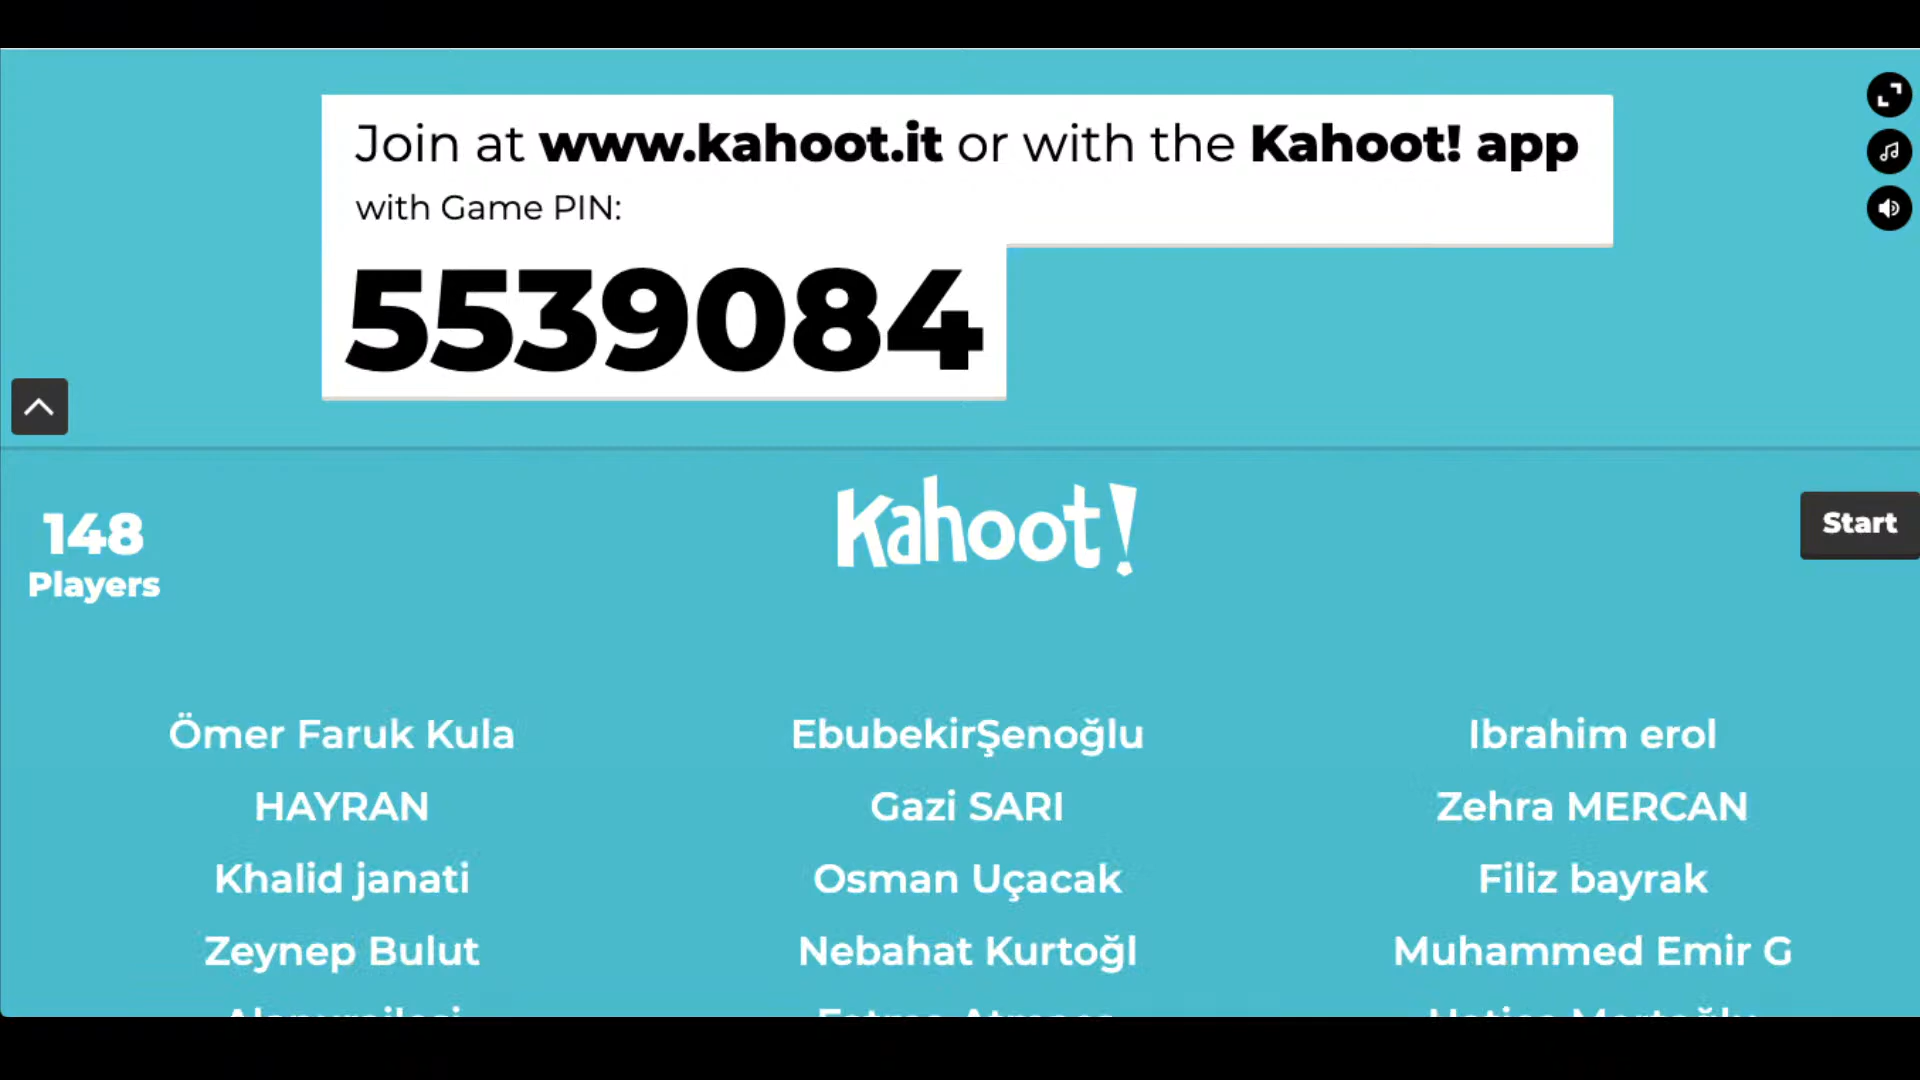 Join at www.kahoot.it or with the Kahoot! app
with Game PIN:
5539084
Kahoot!
148
Players
Start
Ömer Faruk Kula EbubekirŞenoğlu Ibrahim erol
HAYRAN Gazi SARI Zehra MERCAN
Khalid janati Osman Uçacak Filiz bayrak
Zeynep Bulut Nebahat Kurtoğl Muhammed Emir G